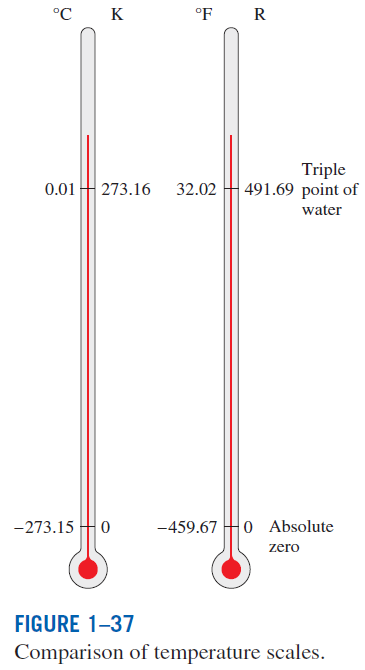 °C K °F R
Triple
0.01 273.16 32.02 491.69 point of
water
−273.15 0 −459.67 0 Absolute
zero
FIGURE 1–37
Comparison of temperature scales.